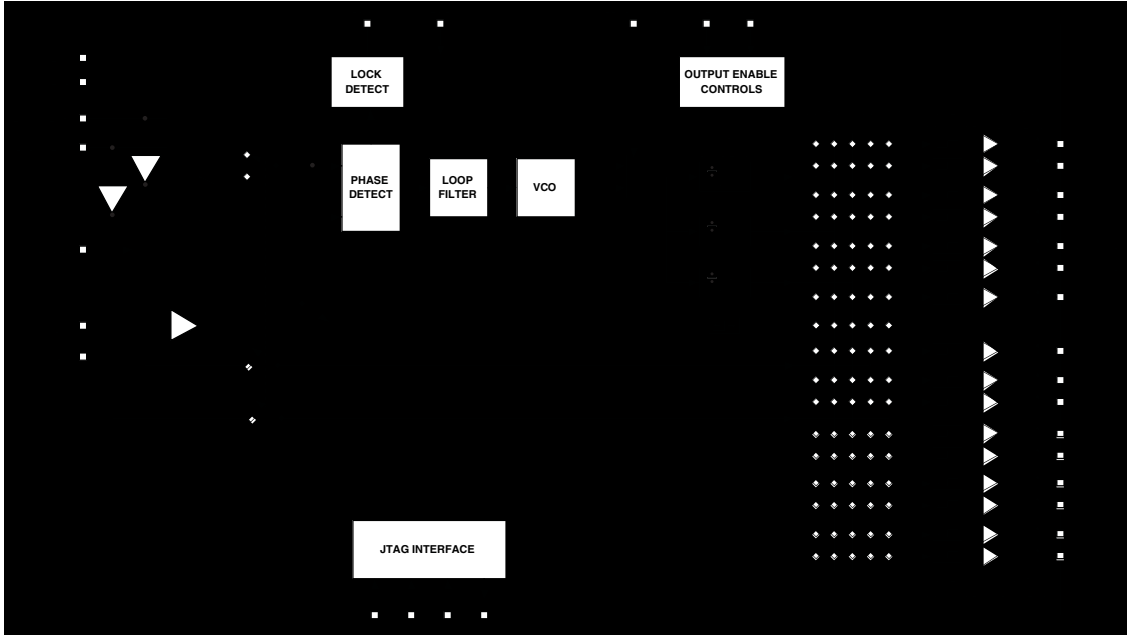 LOCK
DETECT
OUTPUT ENABLE
CONTROLS
PHASE
DETECT
LOOP
FILTER
VCO
÷
÷
÷
JTAG INTERFACE